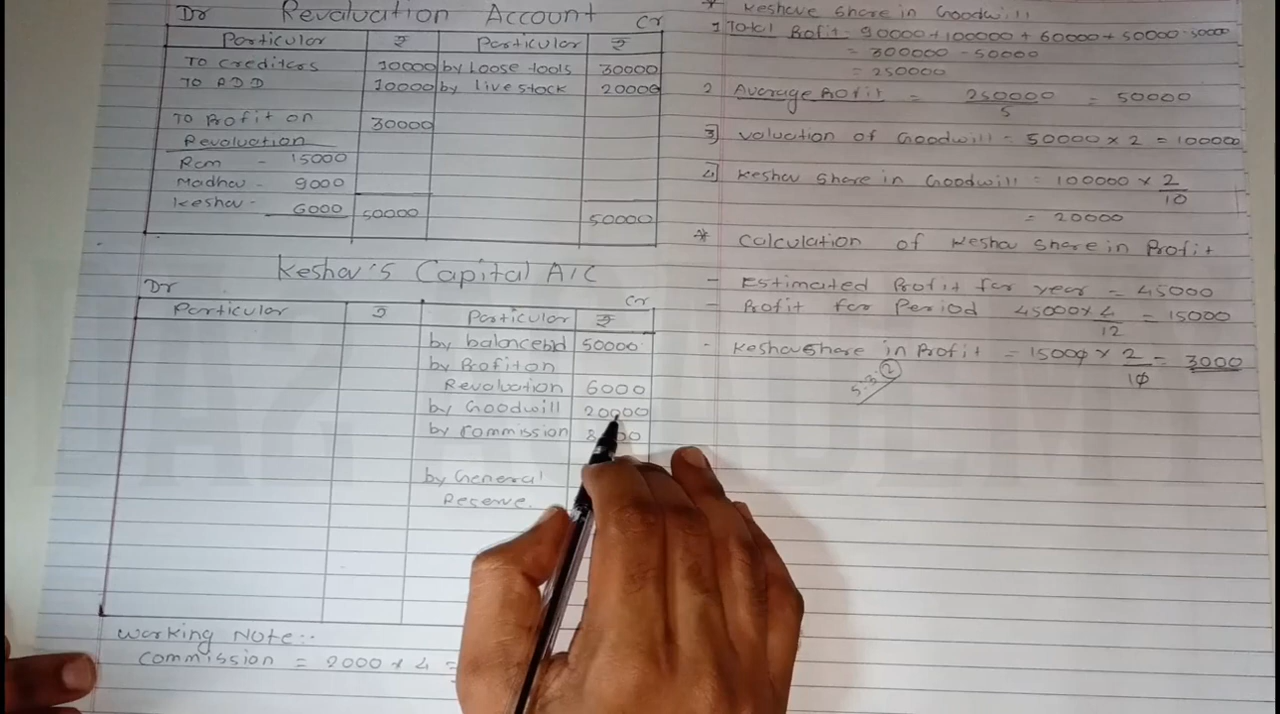 Dr Revaluation Account Cr
Particular ₹ Particular ₹
To Creditors 10000 by Loose tools 30000
To RDD 10000 by live stock 20000
To Profit on 30000
Revaluation
Ram - 15000
Madhav - 9000
Keshav - 6000 50000 50000
Keshav's Capital A/C
Dr Cr
Particular ₹ Particular ₹
by balance b/d 50000
by Profit on
Revaluation 6000
by Goodwill 20000
by Commission
by General
Reserve
Working Note:-
Commission = 2000 x 4 =
* Keshave Share in Goodwill
1 Total Profit - 90000 + 100000 + 60000 + 50000 - 50000
= 300000 - 50000
= 250000
2 Average Profit = 250000/5 = 50000
3] Valuation of Goodwill = 50000 x 2 = 100000
4] Keshav Share in Goodwill = 100000 x 2/10
= 20000
* Calculation of Keshav Share in Profit
- Estimated Profit for year = 45000
- Profit for Period 45000 x 4/12 = 15000
- Keshav share in Profit = 15000 x 2/10 = 3000
5:3:2